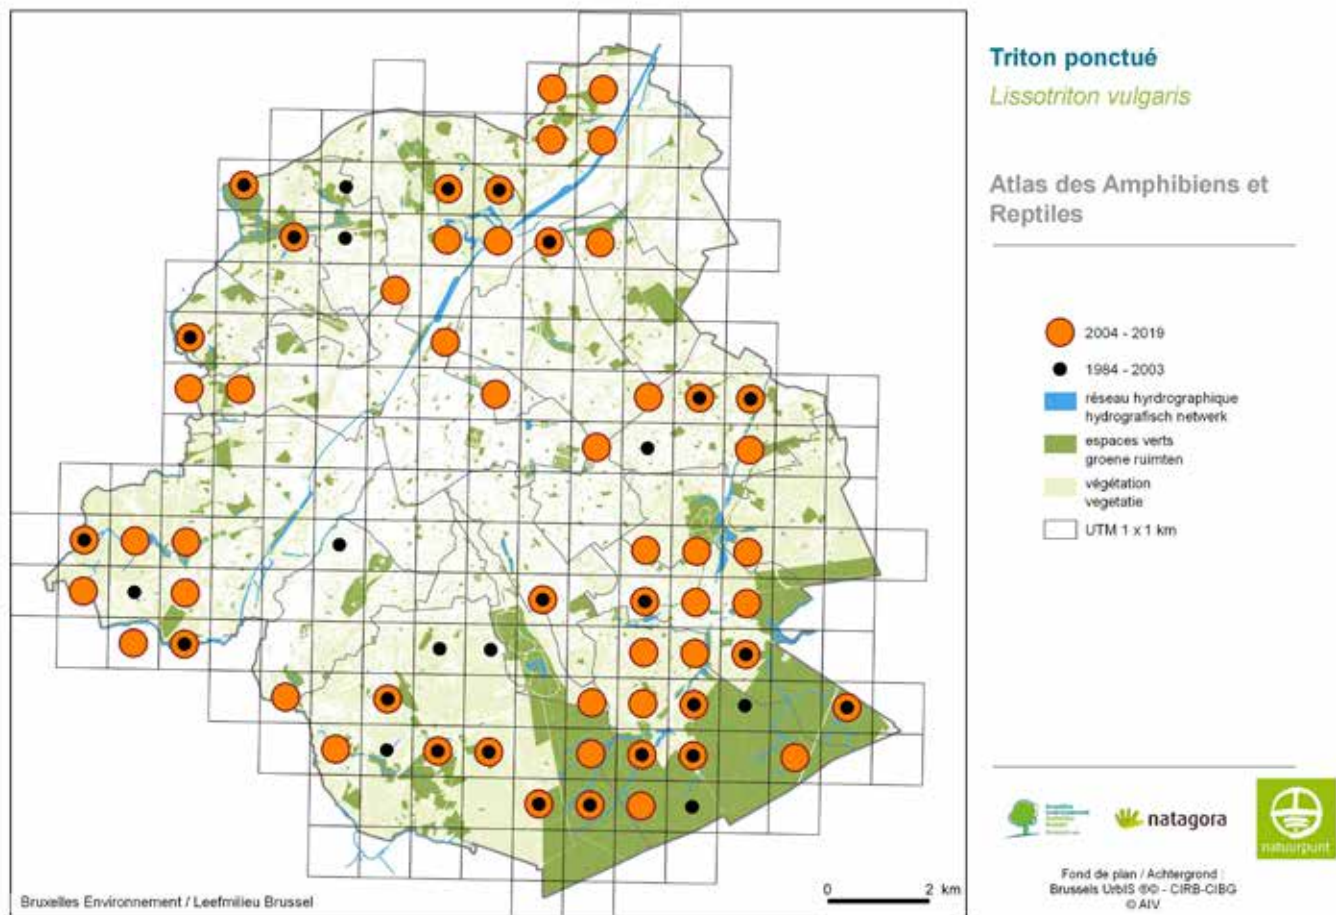 Triton ponctué
Lissotriton vulgaris
Atlas des Amphibiens et
Reptiles
2004 - 2019
1984 - 2003
réseau hyrdrographique
hydrografisch netwerk
espaces verts
groene ruimten
végétation
vegetatie
UTM 1 x 1 km
natagora
natuurpunt
Fond de plan / Achtergrond :
Brussels UrbIS ®© - CIRB-CIBG
© AIV
0 2 km
Bruxelles Environnement / Leefmilieu Brussel